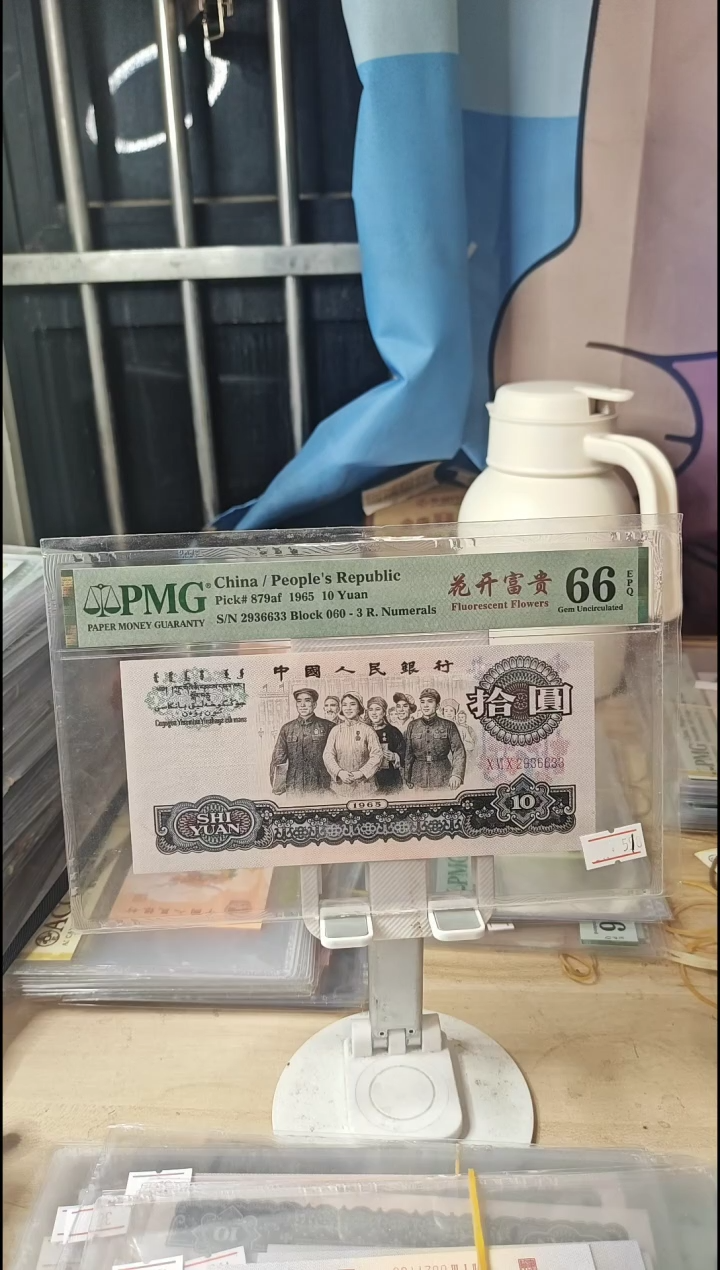 PMG
PAPER MONEY GUARANTY
China / People's Republic
Pick# 879af 1965 10 Yuan
S/N 2936633 Block 060 - 3 R. Numerals
花开富贵
Fluorescent Flowers
66
EPQ
Gem Uncirculated
中國人民銀行
拾圓
2936633
1965
SHI
YUAN
10
PMG
10